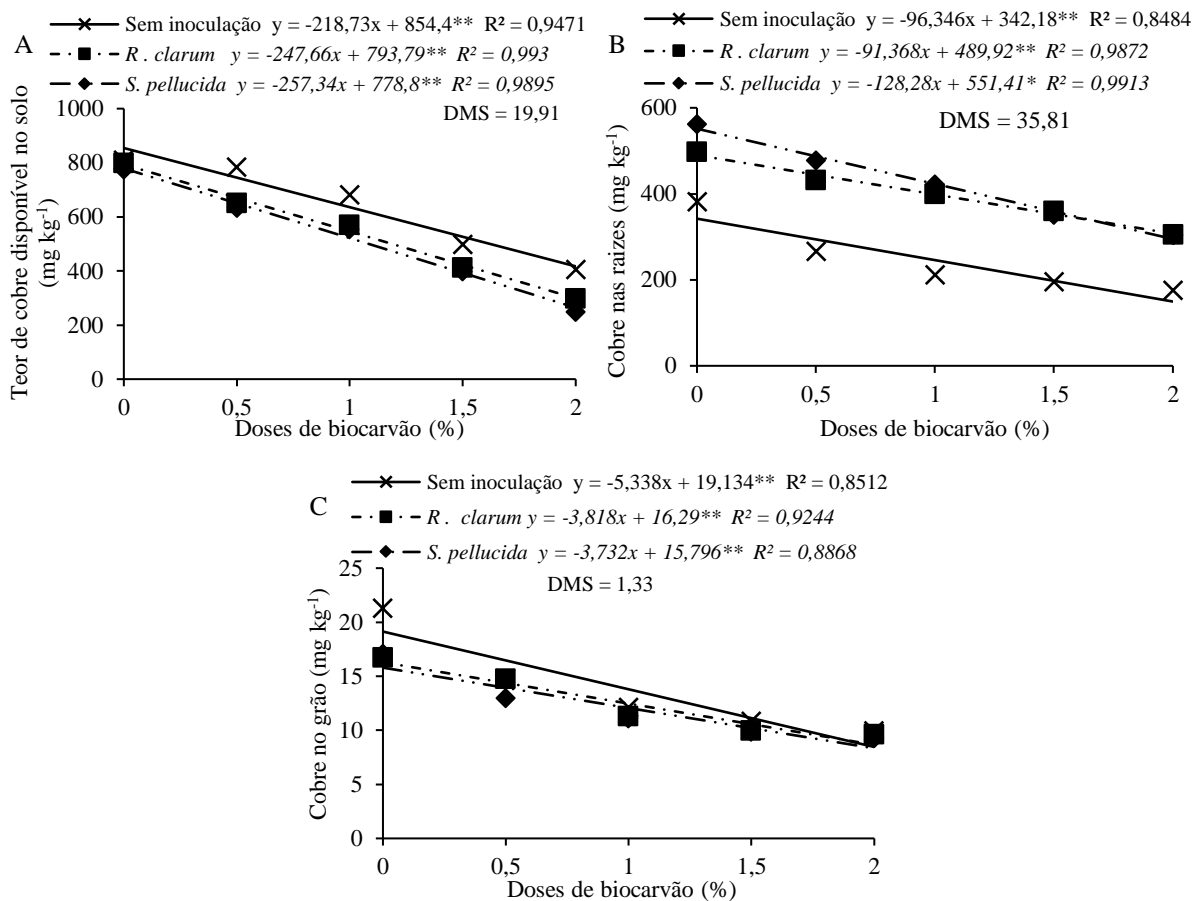 Sem inoculação y = -218,73x + 854,4** R² = 0,9471
A
R . clarum y = -247,66x + 793,79** R² = 0,993
S. pellucida y = -257,34x + 778,8** R² = 0,9895
DMS = 19,91
Teor de cobre disponível no solo
(mg kg-1)
1000
800
600
400
200
0
0 0,5 1 1,5 2
Doses de biocarvão (%)
Sem inoculação y = -96,346x + 342,18** R² = 0,8484
B
R. clarum y = -91,368x + 489,92** R² = 0,9872
S. pellucida y = -128,28x + 551,41* R² = 0,9913
DMS = 35,81
Cobre nas raizes (mg kg-1)
600
400
200
0
0 0,5 1 1,5 2
Doses de biocarvão (%)
Sem inoculação y = -5,338x + 19,134** R² = 0,8512
C
R . clarum y = -3,818x + 16,29** R² = 0,9244
S. pellucida y = -3,732x + 15,796** R² = 0,8868
DMS = 1,33
Cobre no grão (mg kg-1)
25
20
15
10
5
0
0 0,5 1 1,5 2
Doses de biocarvão (%)